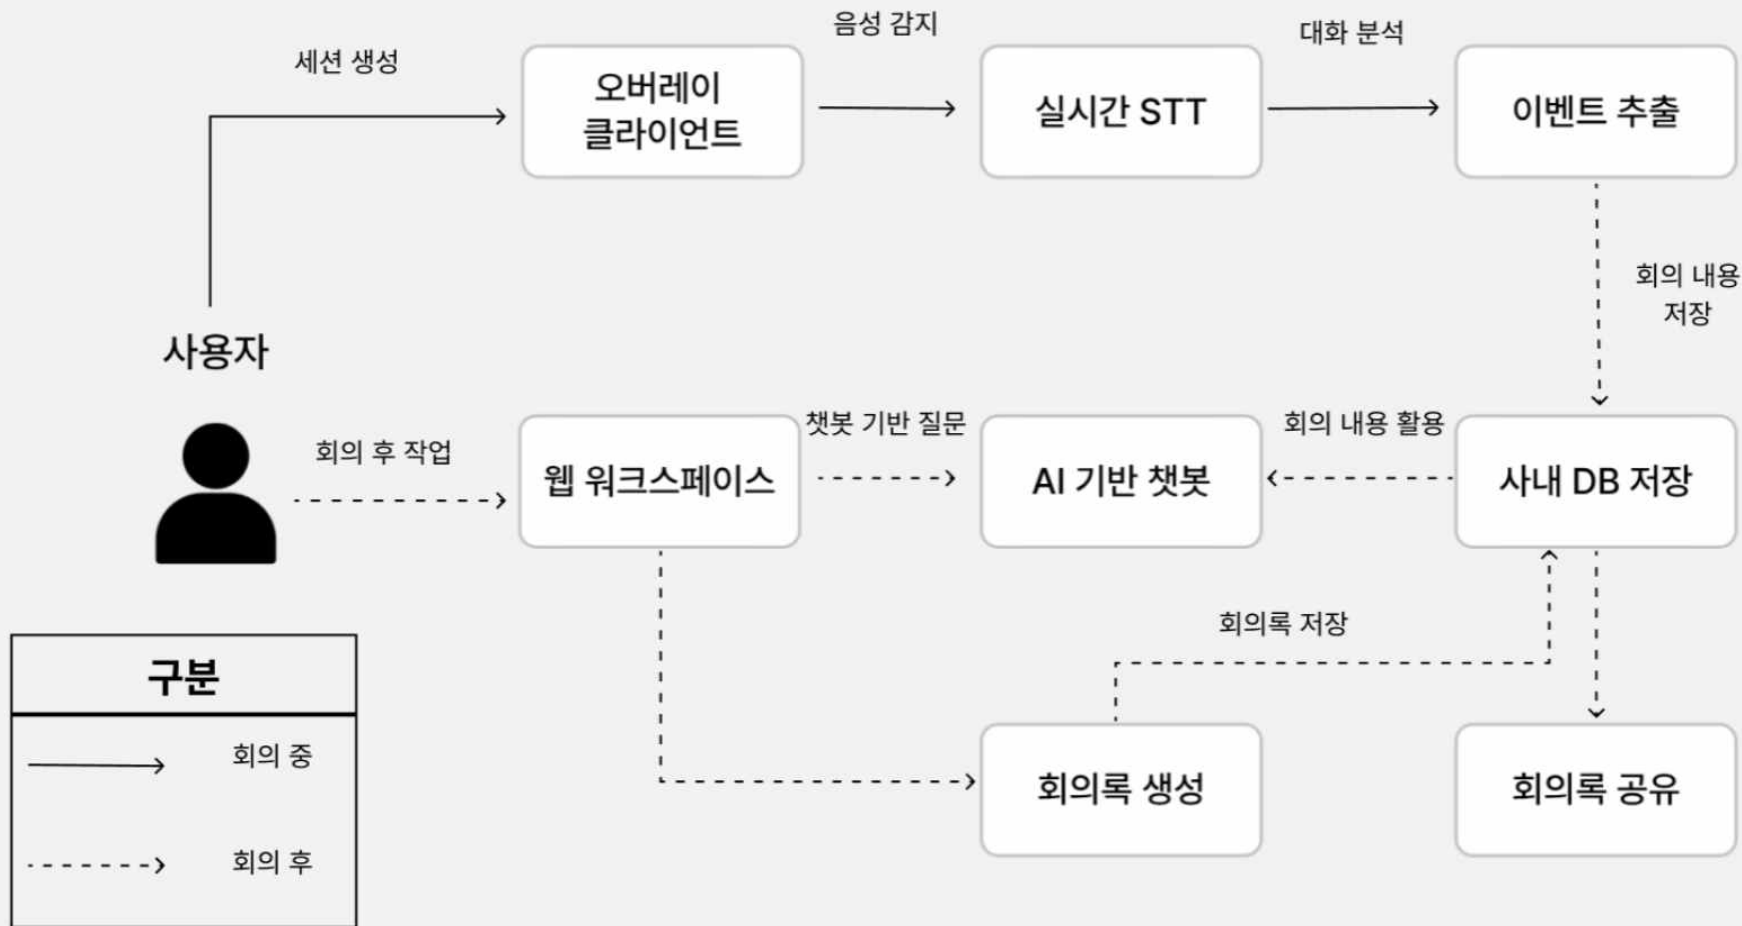 세션 생성
오버레이
클라이언트
음성 감지
실시간 STT
대화 분석
이벤트 추출
회의 내용
저장
사용자
회의 후 작업
웹 워크스페이스
챗봇 기반 질문
AI 기반 챗봇
회의 내용 활용
사내 DB 저장
회의록 저장
회의록 생성
회의록 공유
구분
회의 중
회의 후